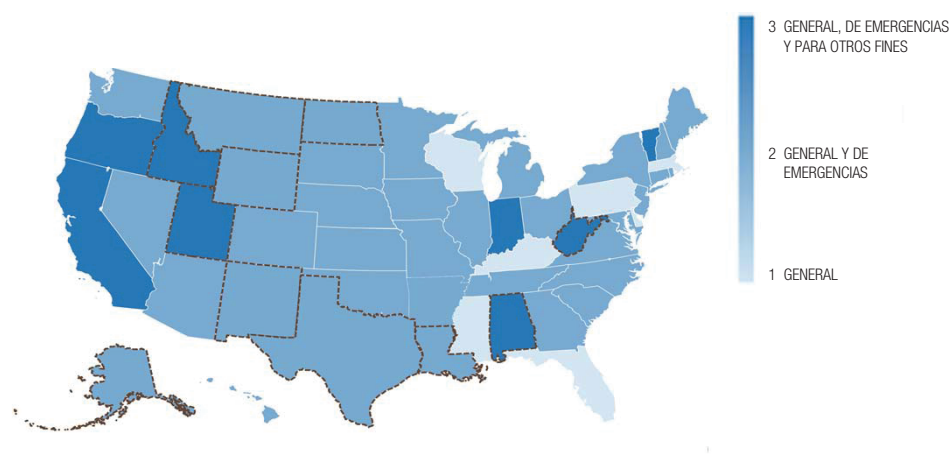 3 GENERAL, DE EMERGENCIAS
Y PARA OTROS FINES
2 GENERAL Y DE
EMERGENCIAS
1 GENERAL